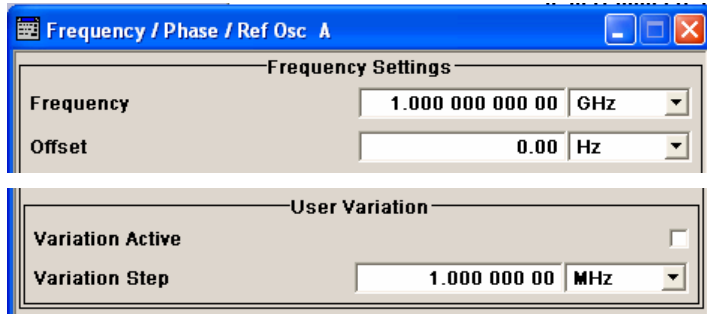 Frequency / Phase / Ref Osc A
Frequency Settings
Frequency 1.000 000 000 00 GHz
Offset 0.00 Hz
User Variation
Variation Active
Variation Step 1.000 000 00 MHz